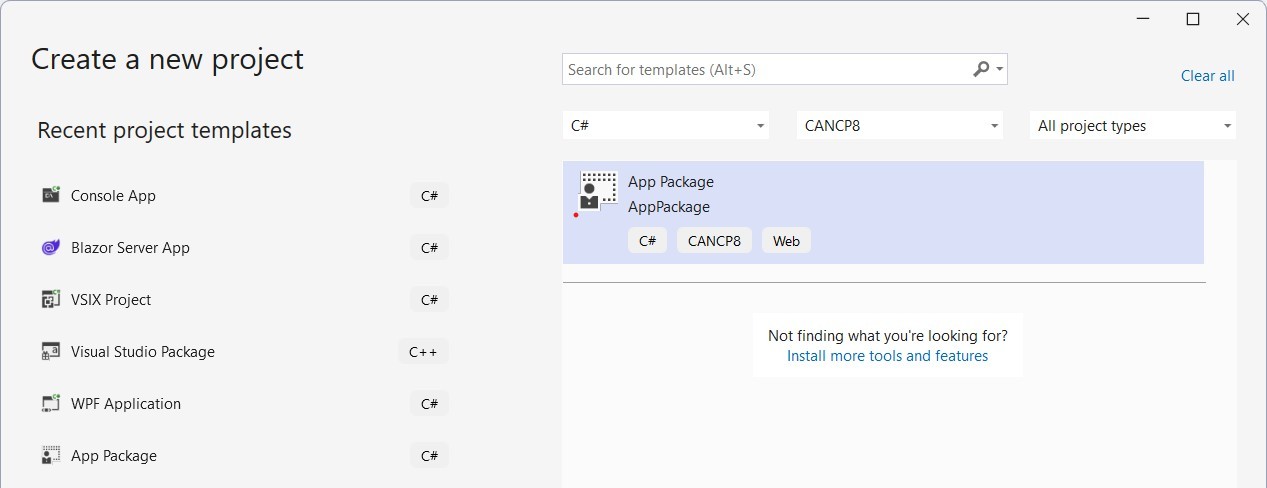 Create a new project
Search for templates (Alt+S)
Clear all
Recent project templates
C#
CANCP8
All project types
Console App C#
Blazor Server App C#
VSIX Project C#
Visual Studio Package C++
WPF Application C#
App Package C#
App Package
AppPackage
C# CANCP8 Web
Not finding what you're looking for?
Install more tools and features